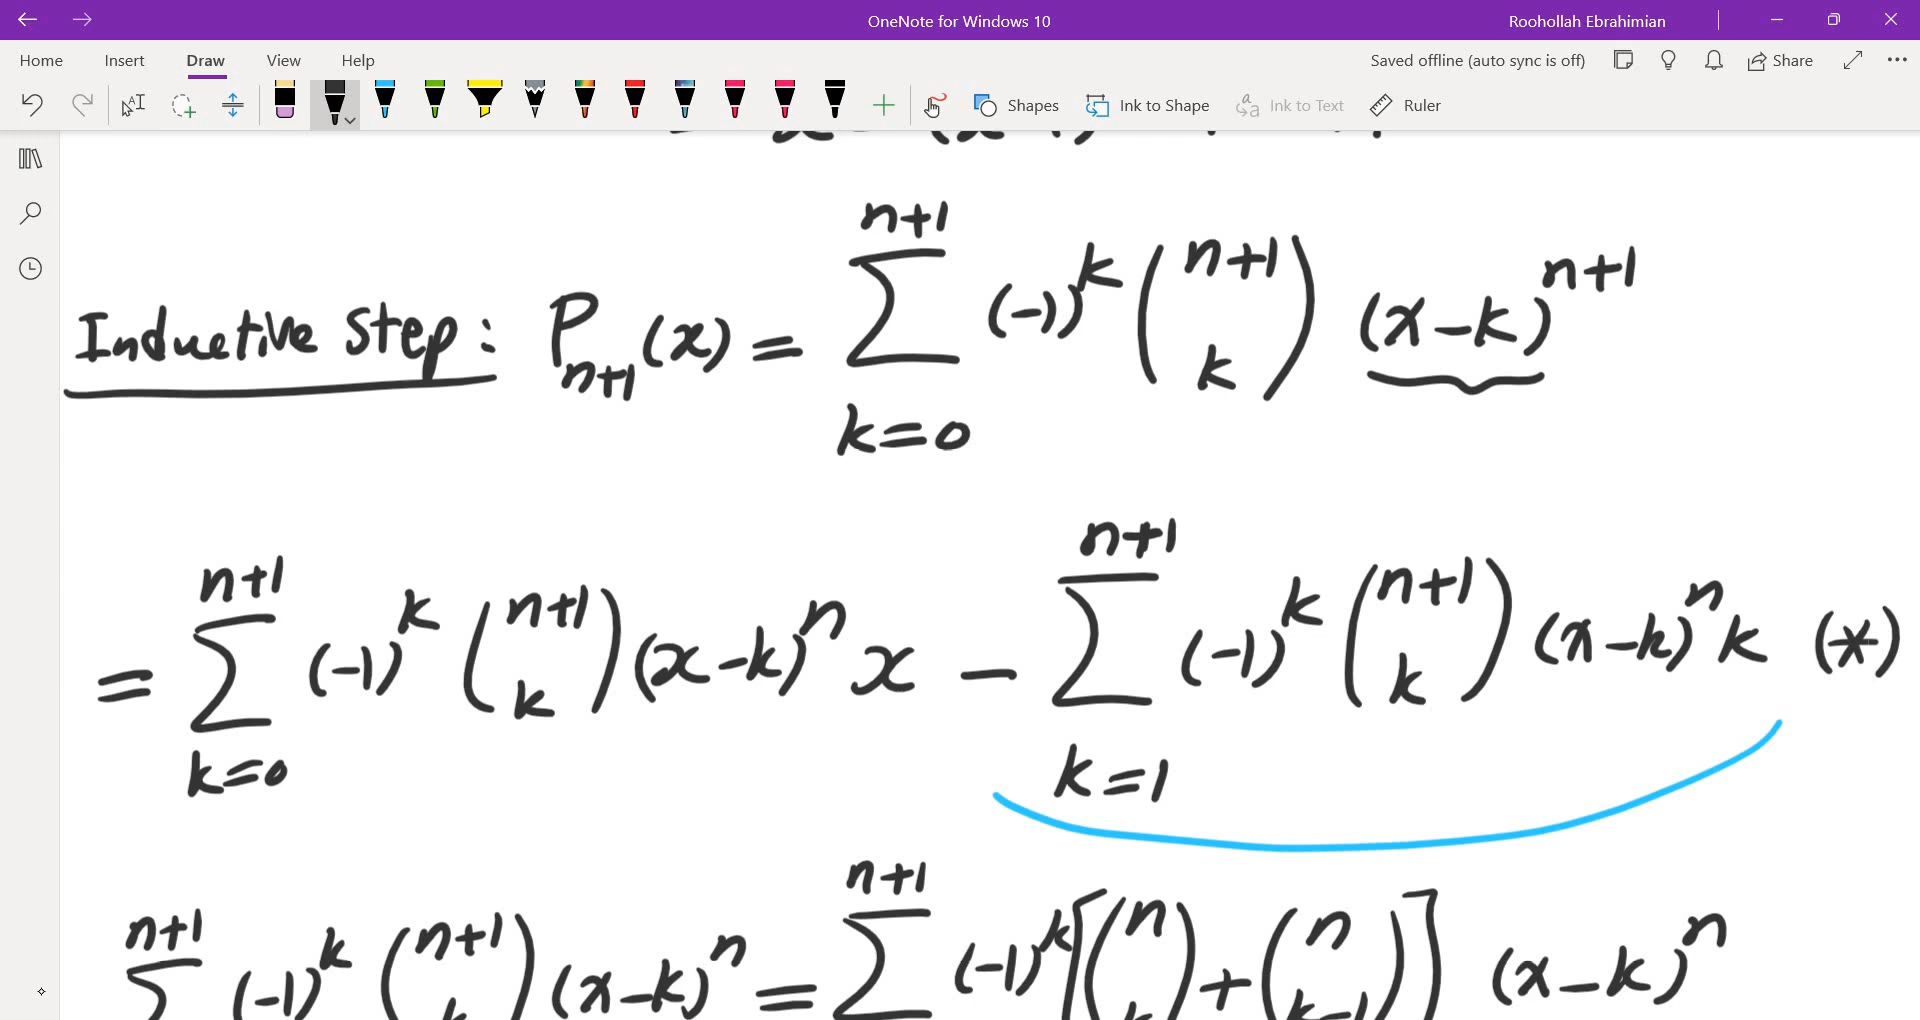 OneNote for Windows 10
Roohollah Ebrahimian
Home Insert Draw View Help
Saved offline (auto sync is off) Share
Shapes Ink to Shape Ink to Text Ruler
Inductive Step: P_{n+1}(x) = \sum_{k=0}^{n+1} (-1)^k \binom{n+1}{k} (x-k)^{n+1}
= \sum_{k=0}^{n+1} (-1)^k \binom{n+1}{k} (x-k)^n x - \sum_{k=1}^{n+1} (-1)^k \binom{n+1}{k} (x-k)^n k (*)
\sum^{n+1} (-1)^k \binom{n+1}{k} (x-k)^n = \sum^{n+1} (-1)^k [\binom{n}{k} + \binom{n}{k-1}] (x-k)^n